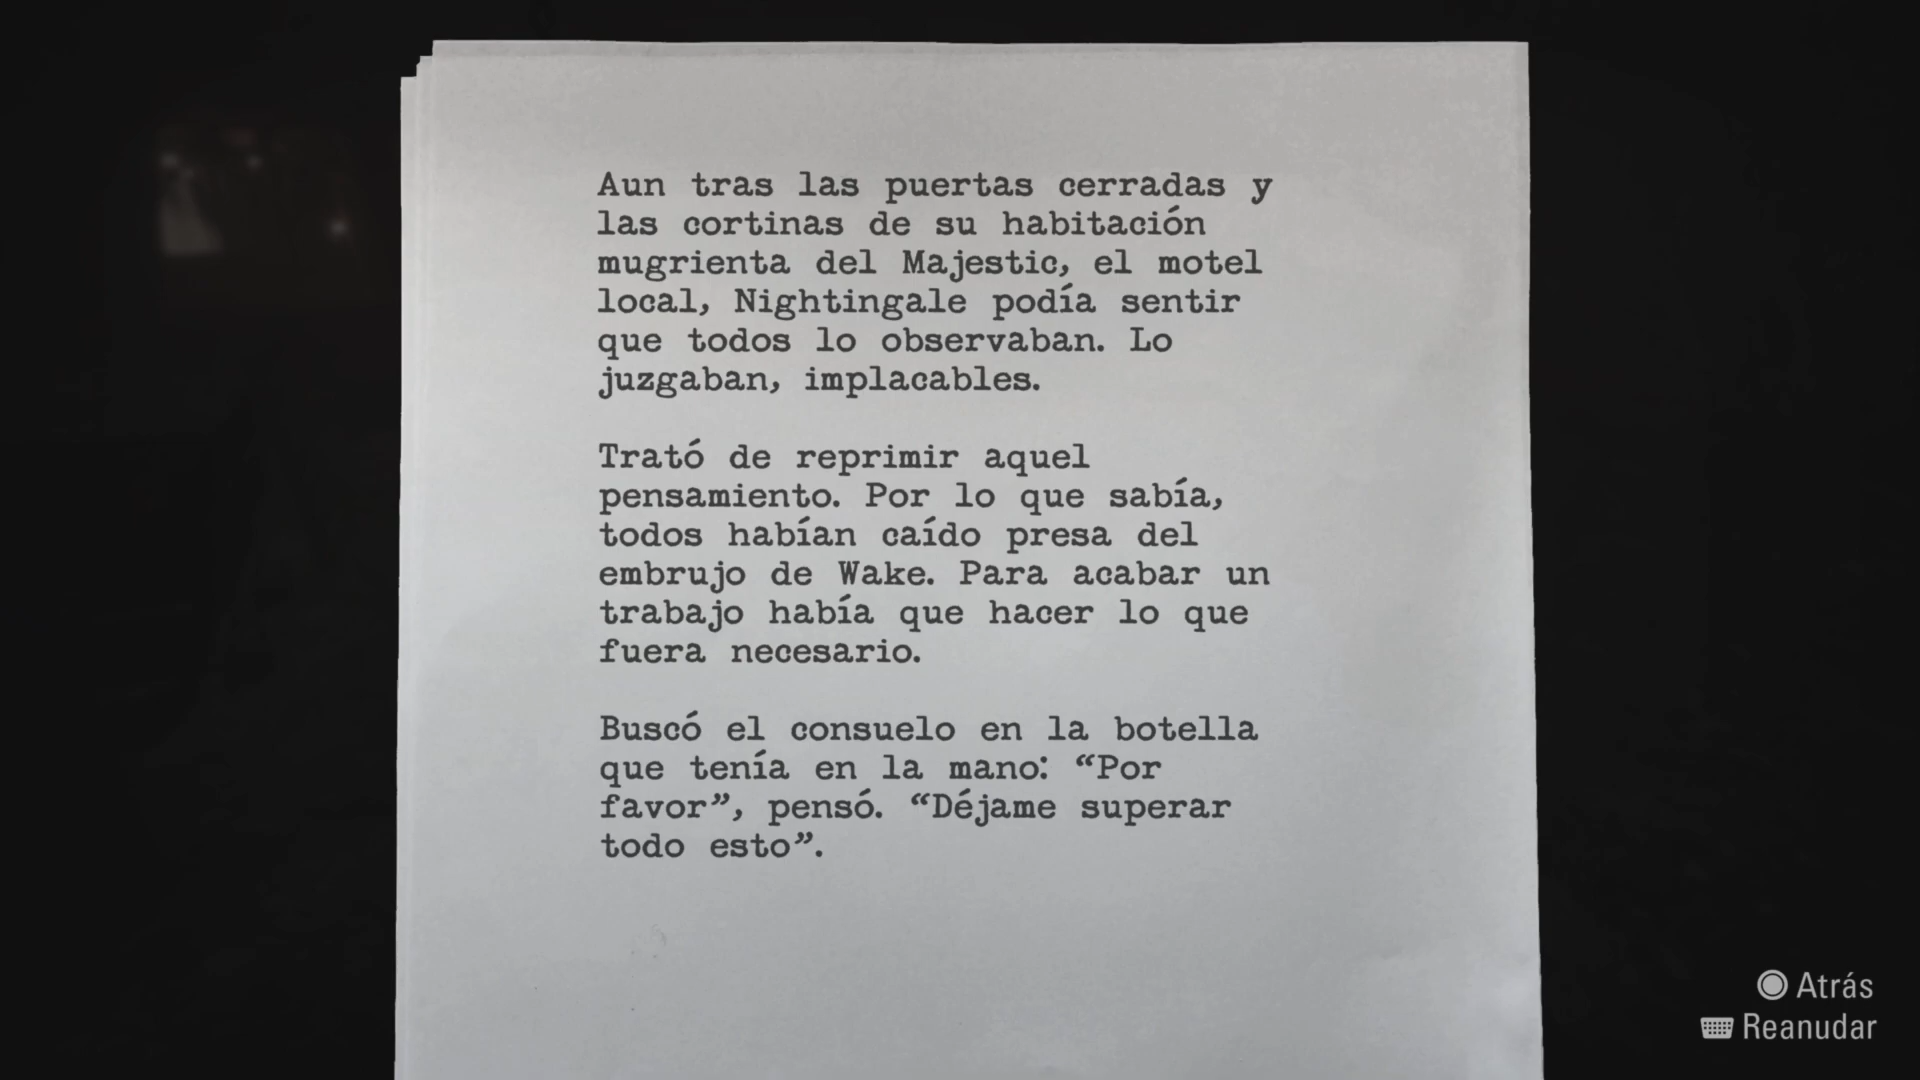 Aun tras las puertas cerradas y
las cortinas de su habitación
mugrienta del Majestic, el motel
local, Nightingale podía sentir
que todos lo observaban. Lo
juzgaban, implacables.
Trató de reprimir aquel
pensamiento. Por lo que sabía,
todos habían caído presa del
embrujo de Wake. Para acabar un
trabajo había que hacer lo que
fuera necesario.
Buscó el consuelo en la botella
que tenía en la mano: “Por
favor”, pensó. “Déjame superar
todo esto”.
Atrás
Reanudar